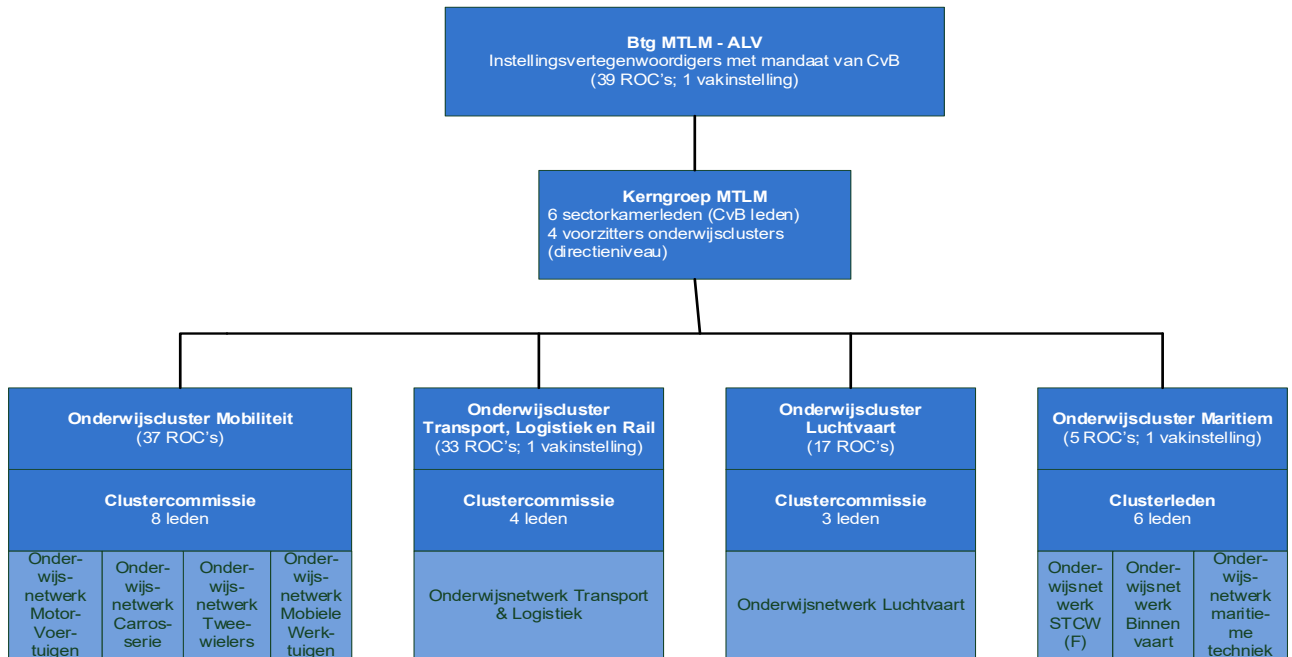 Btg MTLM - ALV
Instellingsvertegenwoordigers met mandaat van CvB
(39 ROC's; 1 vakinstelling)
Kerngroep MTLM
6 sectorkamerleden (CvB leden)
4 voorzitters onderwijsclusters
(directieniveau)
Onderwijscluster Mobiliteit
(37 ROC's)
Clustercommissie
8 leden
Onder-
wijs-
netwerk
Motor-
Voer-
tuigen
Onder-
wijs-
netwerk
Carros-
serie
Onder-
wijs-
netwerk
Twee-
wielers
Onder-
wijs-
netwerk
Mobiele
Werk-
tuigen
Onderwijscluster
Transport, Logistiek en Rail
(33 ROC's; 1 vakinstelling)
Clustercommissie
4 leden
Onderwijsnetwerk Transport
& Logistiek
Onderwijscluster
Luchtvaart
(17 ROC's)
Clustercommissie
3 leden
Onderwijsnetwerk Luchtvaart
Onderwijscluster Maritiem
(5 ROC's; 1 vakinstelling)
Clusterleden
6 leden
Onder-
wijsnet
werk
STCW
(F)
Onder-
wijsnet
werk
Binnen
vaart
Onder-
wijs-
netwerk
maritie-
me
techniek